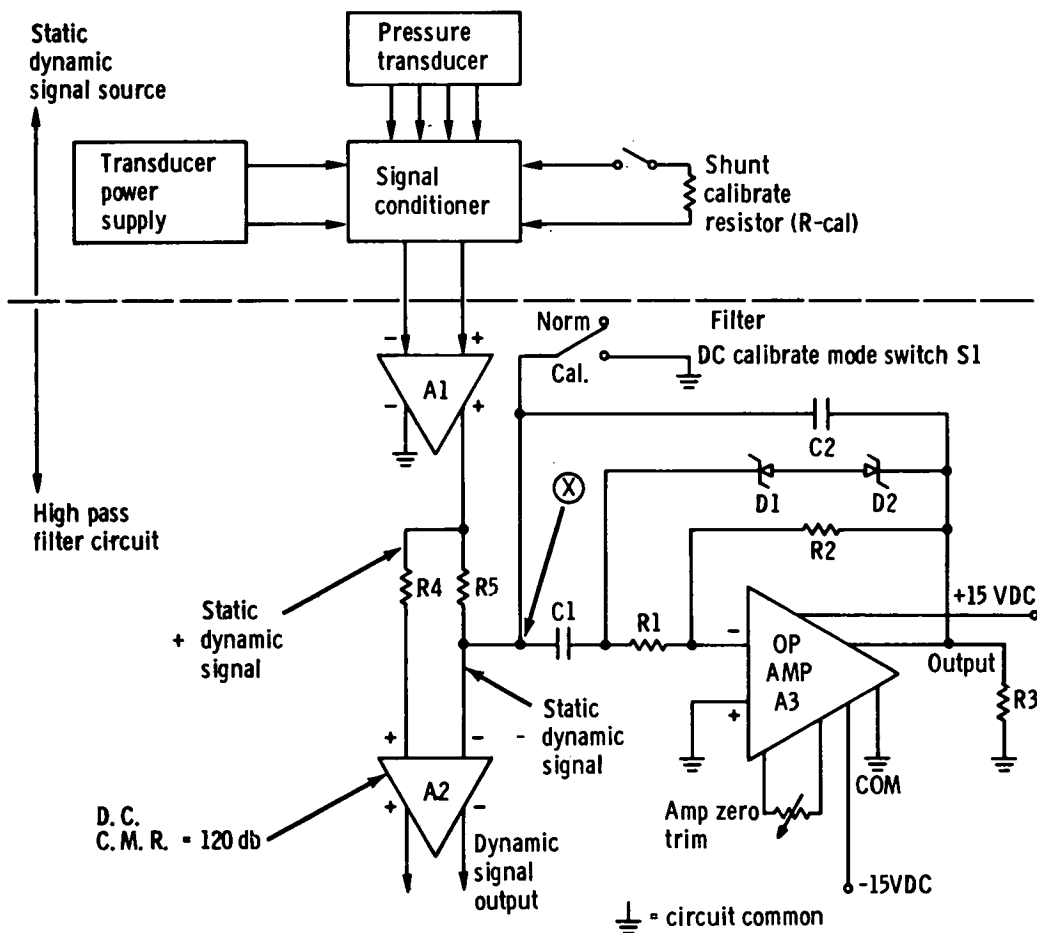 Static
dynamic
signal source
Pressure
transducer
Transducer
power
supply
Signal
conditioner
Shunt
calibrate
resistor (R-cal)
Norm
Filter
DC calibrate mode switch S1
Cal.
- +
A1
- +
C2
X
D1 D2
High pass
filter circuit
R2
R4 R5
+15 VDC
C1
R1
Static
+ dynamic
signal
-
OP
AMP
A3
+
Output
R3
Static
- dynamic
signal
+ -
A2
+ -
COM
D. C.
C. M. R. = 120 db
Amp zero
trim
Dynamic
signal
output
-15VDC
= circuit common